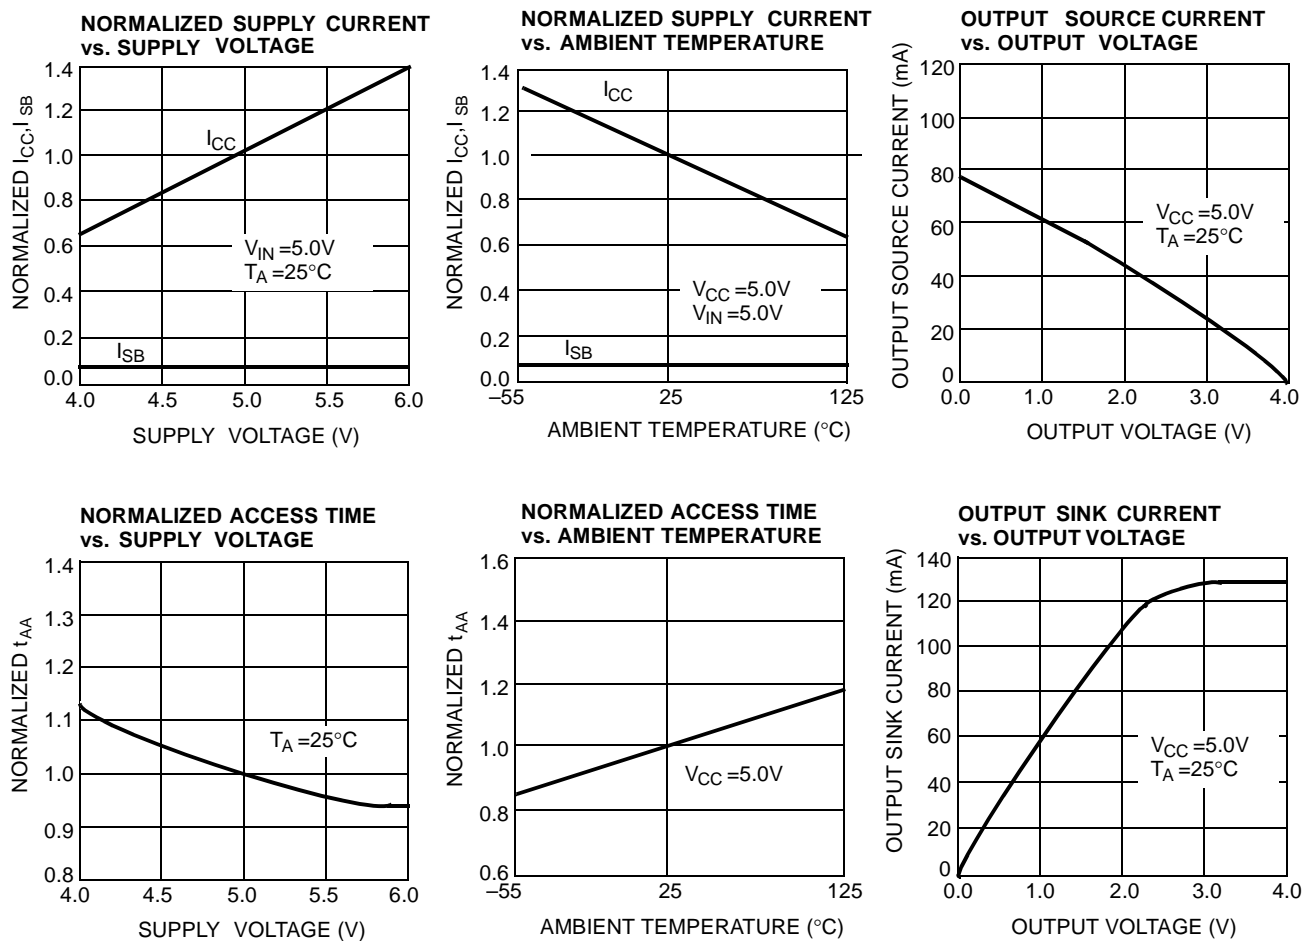 NORMALIZED SUPPLY CURRENT
vs. SUPPLY VOLTAGE
NORMALIZED ICC,ISB
1.4
1.2
1.0
0.8
0.6
0.4
0.2
0.0
ICC
VIN =5.0V
TA =25°C
ISB
4.0 4.5 5.0 5.5 6.0
SUPPLY VOLTAGE (V)
NORMALIZED SUPPLY CURRENT
vs. AMBIENT TEMPERATURE
NORMALIZED ICC,ISB
1.4
1.2
1.0
0.8
0.6
0.4
0.2
0.0
ICC
VCC =5.0V
VIN =5.0V
ISB
–55 25 125
AMBIENT TEMPERATURE (°C)
OUTPUT SOURCE CURRENT
vs. OUTPUT VOLTAGE
OUTPUT SOURCE CURRENT (mA)
120
100
80
60
40
20
0
VCC =5.0V
TA =25°C
0.0 1.0 2.0 3.0 4.0
OUTPUT VOLTAGE (V)
NORMALIZED ACCESS TIME
vs. SUPPLY VOLTAGE
NORMALIZED tAA
1.4
1.3
1.2
1.1
1.0
0.9
0.8
TA =25°C
4.0 4.5 5.0 5.5 6.0
SUPPLY VOLTAGE (V)
NORMALIZED ACCESS TIME
vs. AMBIENT TEMPERATURE
NORMALIZED tAA
1.6
1.4
1.2
1.0
0.8
0.6
VCC =5.0V
–55 25 125
AMBIENT TEMPERATURE (°C)
OUTPUT SINK CURRENT
vs. OUTPUT VOLTAGE
OUTPUT SINK CURRENT (mA)
140
120
100
80
60
40
20
0
VCC =5.0V
TA =25°C
0.0 1.0 2.0 3.0 4.0
OUTPUT VOLTAGE (V)